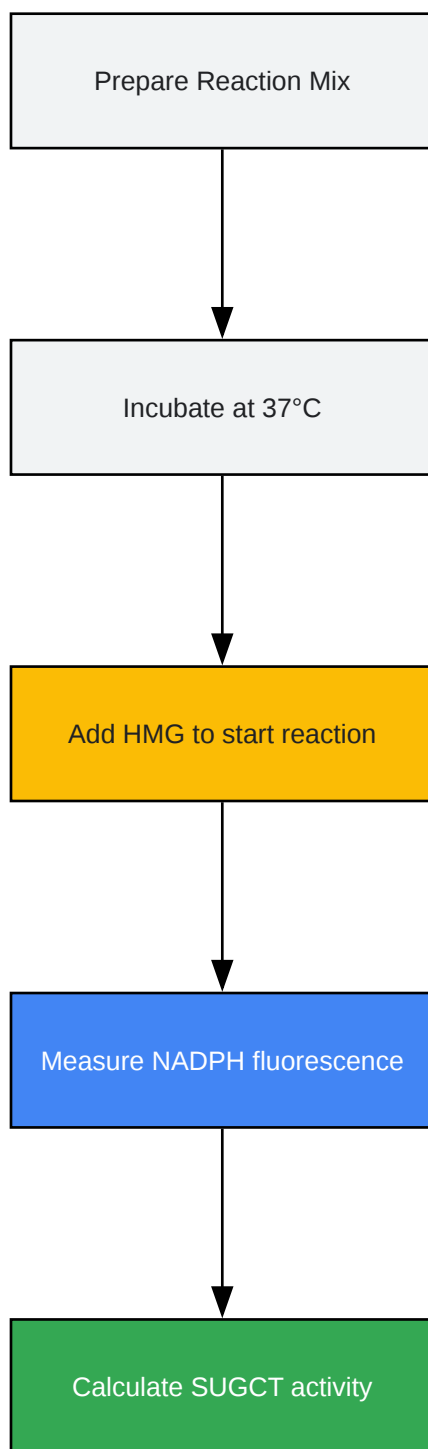 Prepare Reaction Mix
Incubate at 37°C
Add HMG to start reaction
Measure NADPH fluorescence
Calculate SUGCT activity